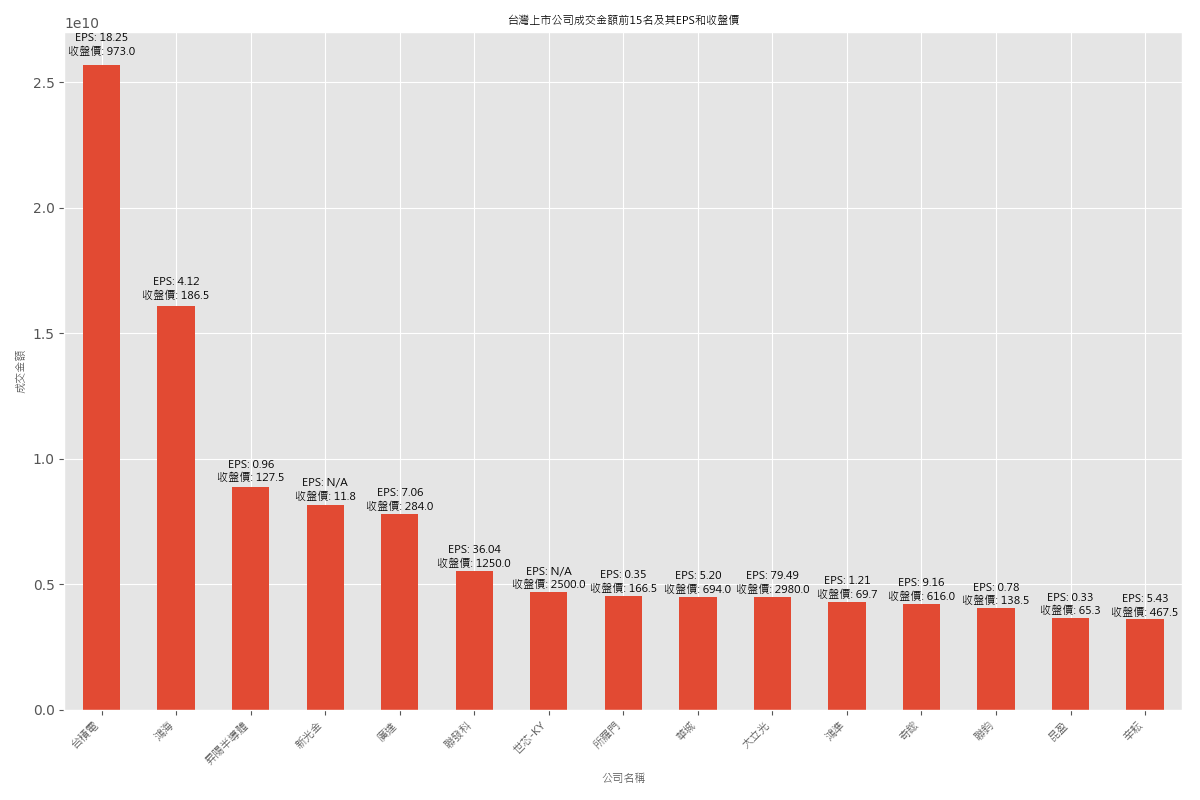 台灣上市公司成交金額前15名及其EPS和收盤價
1e10
EPS: 18.25
收盤價: 973.0
2.5
2.0
EPS: 4.12
收盤價: 186.5
1.5
成交金額
1.0
EPS: 0.96
收盤價: 127.5
EPS: N/A
收盤價: 11.8
EPS: 7.06
收盤價: 284.0
EPS: 36.04
收盤價: 1250.0
EPS: N/A
收盤價: 2500.0
EPS: 0.35
收盤價: 166.5
EPS: 5.20
收盤價: 694.0
EPS: 79.49
收盤價: 2980.0
EPS: 1.21
收盤價: 69.7
EPS: 9.16
收盤價: 616.0
EPS: 0.78
收盤價: 138.5
EPS: 0.33
收盤價: 65.3
EPS: 5.43
收盤價: 467.5
0.5
0.0
台積電
鴻海
昇陽半導體
新光金
廣達
聯發科
世芯-KY
所羅門
華城
大立光
鴻準
奇鋐
聯鈞
昆盈
辛耘
公司名稱